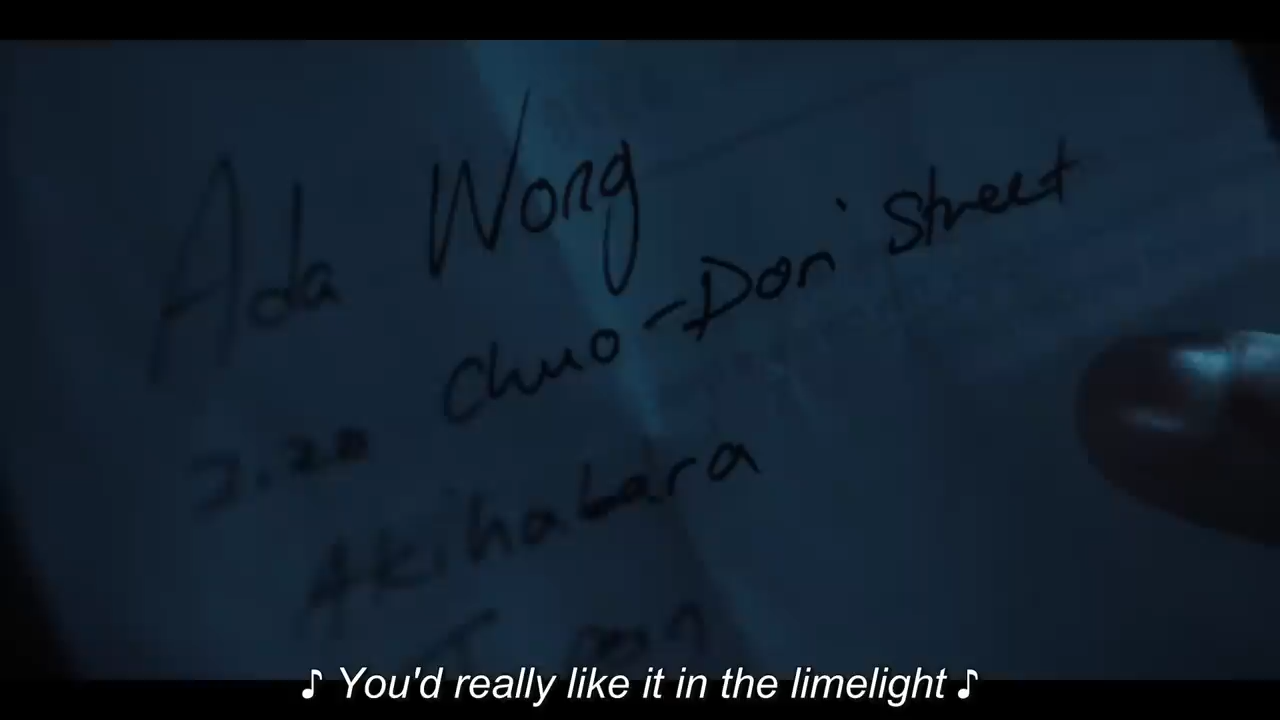 Ada Wong
2.20 Chuo-Dori Street
Akihabara
♪ You'd really like it in the limelight ♪